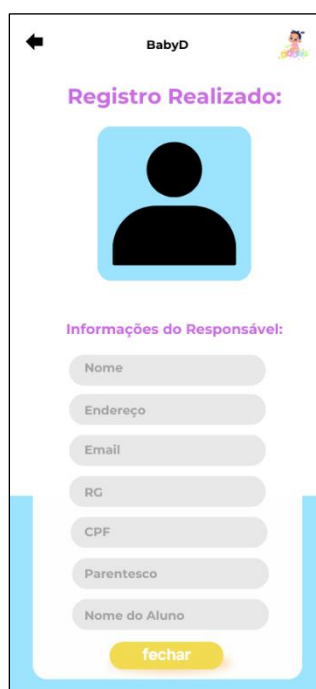 BabyD
Registro Realizado:
Informações do Responsável:
Nome
Endereço
Email
RG
CPF
Parentesco
Nome do Aluno
fechar